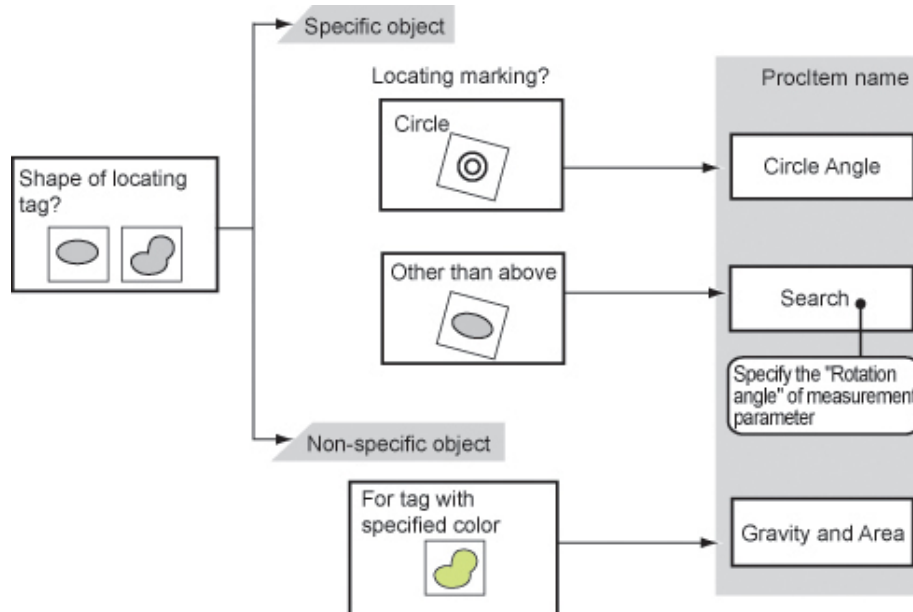 Specific object
Locating marking?
ProcItem name
Circle
Circle Angle
Shape of locating
tag?
Other than above
Search
Specify the "Rotation
angle" of measurement
parameter
Non-specific object
For tag with
specified color
Gravity and Area